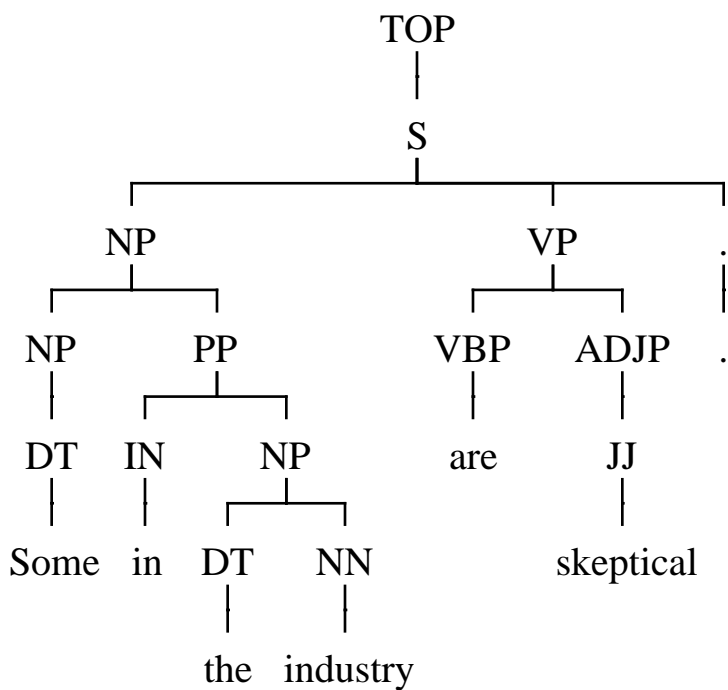 TOP
S
NP VP .
NP PP VBP ADJP .
DT IN NP are JJ
Some in DT NN skeptical
the industry